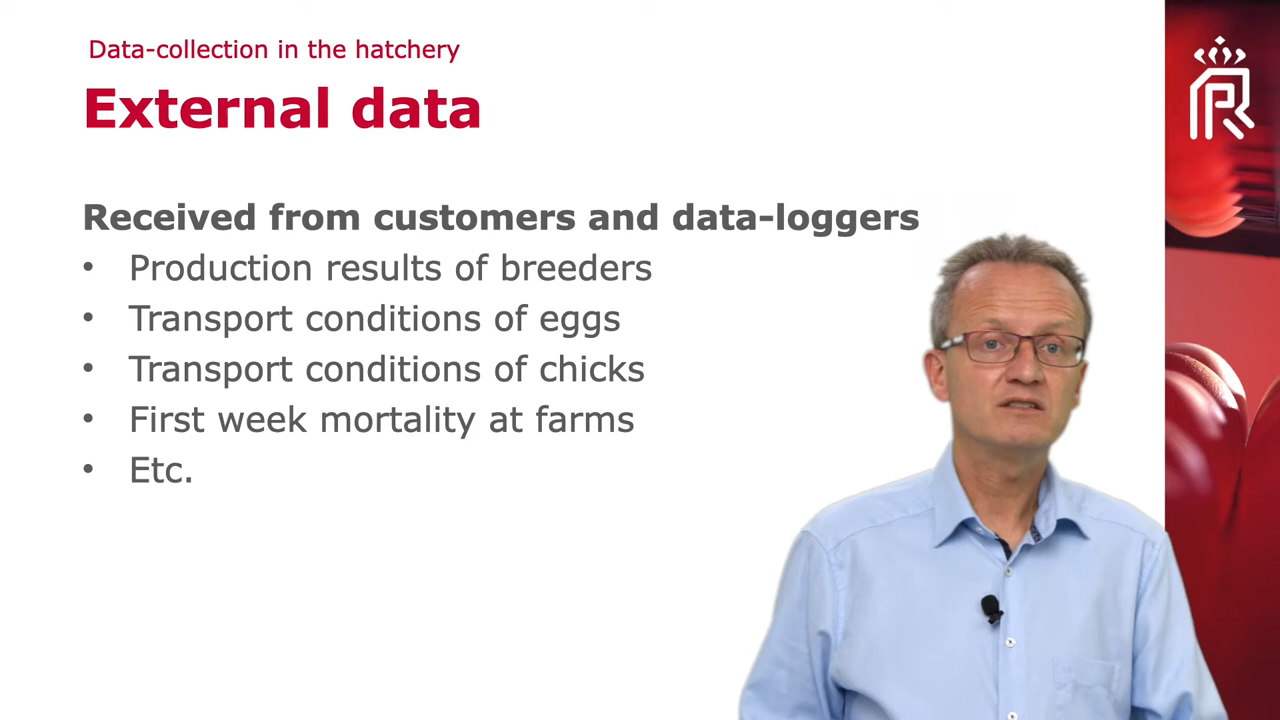 Data-collection in the hatchery
External data
Received from customers and data-loggers
• Production results of breeders
• Transport conditions of eggs
• Transport conditions of chicks
• First week mortality at farms
• Etc.